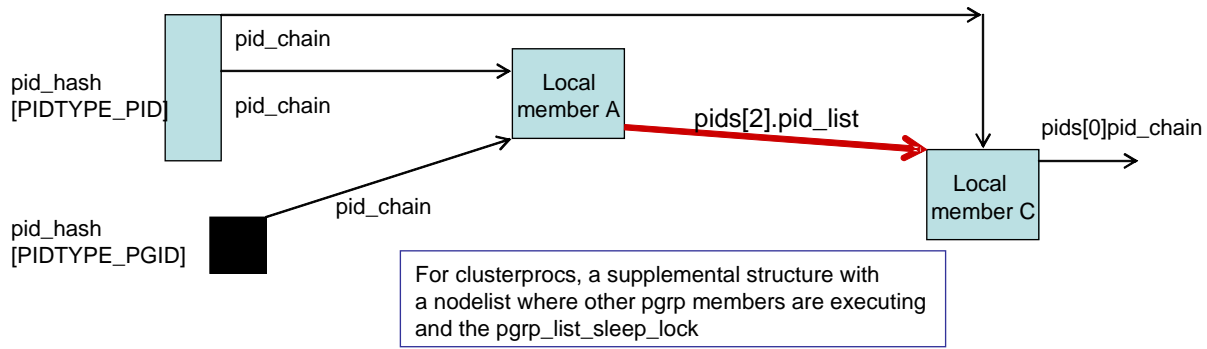 pid_chain
pid_hash
[PIDTYPE_PID]
pid_chain
Local
member A
pids[2].pid_list
pids[0]pid_chain
Local
member C
pid_chain
pid_hash
[PIDTYPE_PGID]
For clusterprocs, a supplemental structure with
a nodelist where other pgrp members are executing
and the pgrp_list_sleep_lock